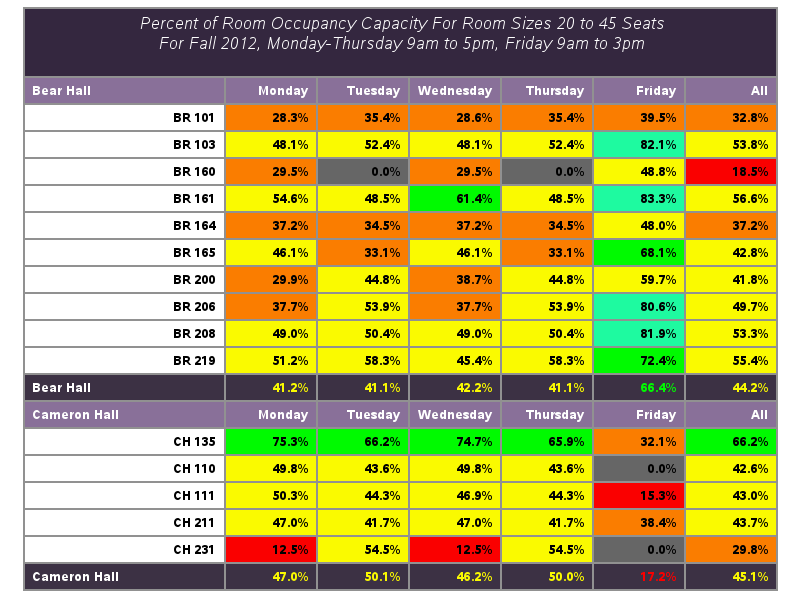 Percent of Room Occupancy Capacity For Room Sizes 20 to 45 Seats
For Fall 2012, Monday-Thursday 9am to 5pm, Friday 9am to 3pm
Bear Hall Monday Tuesday Wednesday Thursday Friday All
BR 101 28.3% 35.4% 28.6% 35.4% 39.5% 32.8%
BR 103 48.1% 52.4% 48.1% 52.4% 82.1% 53.8%
BR 160 29.5% 0.0% 29.5% 0.0% 48.8% 18.5%
BR 161 54.6% 48.5% 61.4% 48.5% 83.3% 56.6%
BR 164 37.2% 34.5% 37.2% 34.5% 48.0% 37.2%
BR 165 46.1% 33.1% 46.1% 33.1% 68.1% 42.8%
BR 200 29.9% 44.8% 38.7% 44.8% 59.7% 41.8%
BR 206 37.7% 53.9% 37.7% 53.9% 80.6% 49.7%
BR 208 49.0% 50.4% 49.0% 50.4% 81.9% 53.3%
BR 219 51.2% 58.3% 45.4% 58.3% 72.4% 55.4%
Bear Hall 41.2% 41.1% 42.2% 41.1% 66.4% 44.2%
Cameron Hall Monday Tuesday Wednesday Thursday Friday All
CH 135 75.3% 66.2% 74.7% 65.9% 32.1% 66.2%
CH 110 49.8% 43.6% 49.8% 43.6% 0.0% 42.6%
CH 111 50.3% 44.3% 46.9% 44.3% 15.3% 43.0%
CH 211 47.0% 41.7% 47.0% 41.7% 38.4% 43.7%
CH 231 12.5% 54.5% 12.5% 54.5% 0.0% 29.8%
Cameron Hall 47.0% 50.1% 46.2% 50.0% 17.2% 45.1%